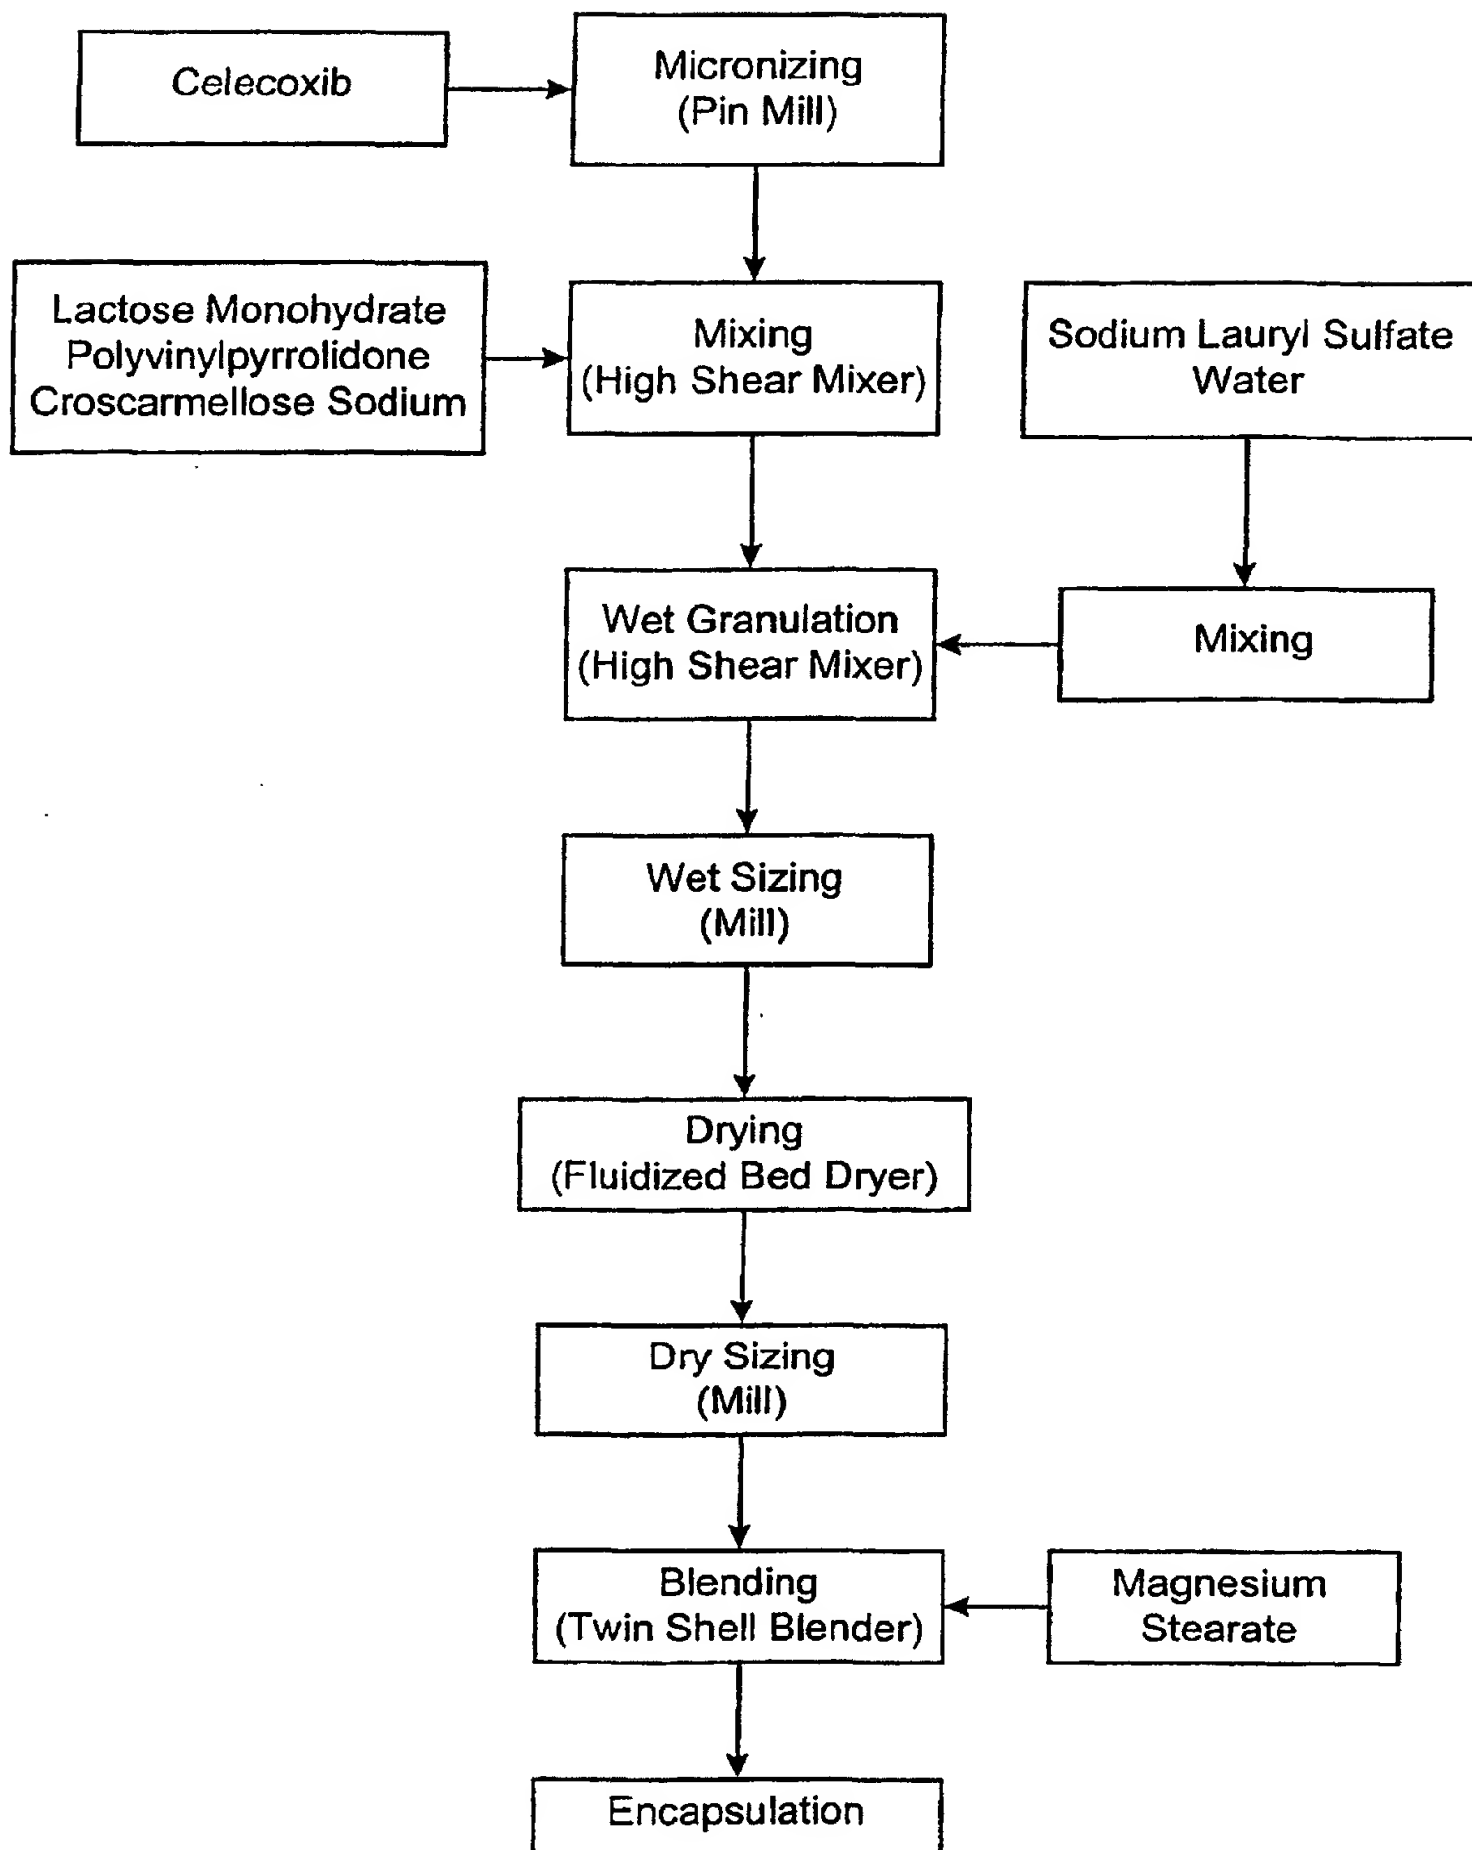 Celecoxib
Micronizing
(Pin Mill)
Lactose Monohydrate
Polyvinylpyrrolidone
Croscarmellose Sodium
Mixing
(High Shear Mixer)
Sodium Lauryl Sulfate
Water
Wet Granulation
(High Shear Mixer)
Mixing
Wet Sizing
(Mill)
Drying
(Fluidized Bed Dryer)
Dry Sizing
(Mill)
Blending
(Twin Shell Blender)
Magnesium
Stearate
Encapsulation